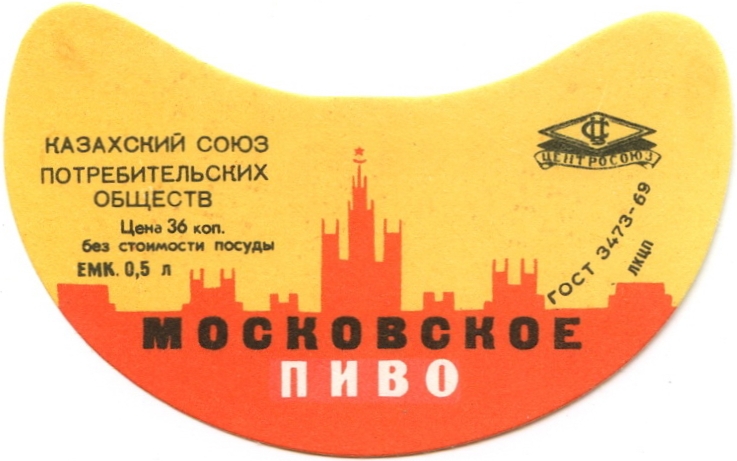 КАЗАХСКИЙ СОЮЗ
ПОТРЕБИТЕЛЬСКИХ
ОБЩЕСТВ
Цена 36 коп.
без стоимости посуды
ЕМК. 0,5 л
ЦС
ЦЕНТРОСОЮЗ
ГОСТ 3473-69
ЛКЦП
МОСКОВСКОЕ
ПИВО